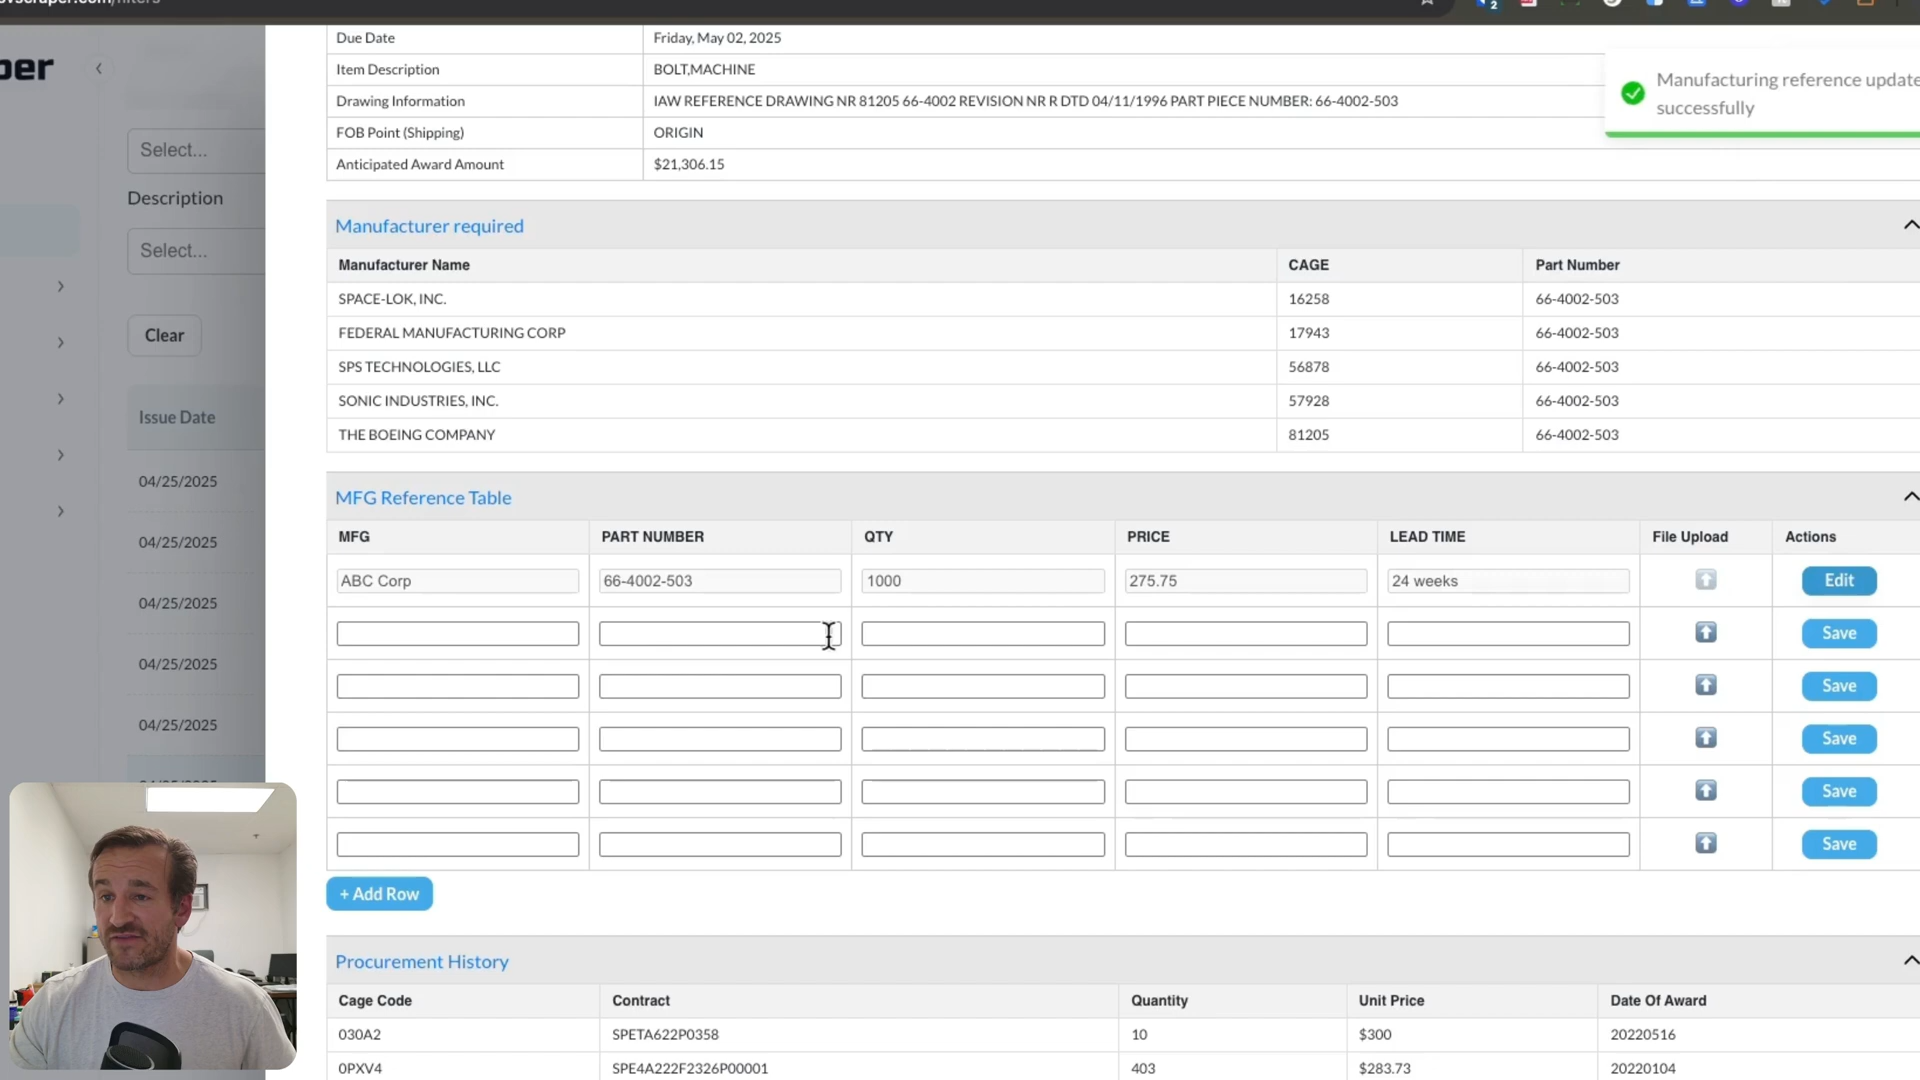 Due Date Friday, May 02, 2025
Item Description BOLT,MACHINE
Drawing Information IAW REFERENCE DRAWING NR 81205 66-4002 REVISION NR R DTD 04/11/1996 PART PIECE NUMBER: 66-4002-503
FOB Point (Shipping) ORIGIN
Anticipated Award Amount $21,306.15
Manufacturing reference update
successfully
per
Select...
Description
Select...
Clear
Issue Date
04/25/2025
04/25/2025
04/25/2025
04/25/2025
04/25/2025
Manufacturer required
Manufacturer Name CAGE Part Number
SPACE-LOK, INC. 16258 66-4002-503
FEDERAL MANUFACTURING CORP 17943 66-4002-503
SPS TECHNOLOGIES, LLC 56878 66-4002-503
SONIC INDUSTRIES, INC. 57928 66-4002-503
THE BOEING COMPANY 81205 66-4002-503
MFG Reference Table
MFG PART NUMBER QTY PRICE LEAD TIME File Upload Actions
ABC Corp 66-4002-503 1000 275.75 24 weeks Edit
Save
Save
Save
Save
Save
+ Add Row
Procurement History
Cage Code Contract Quantity Unit Price Date Of Award
030A2 SPETA622P0358 10 $300 20220516
0PXV4 SPE4A222F2326P00001 403 $283.73 20220104